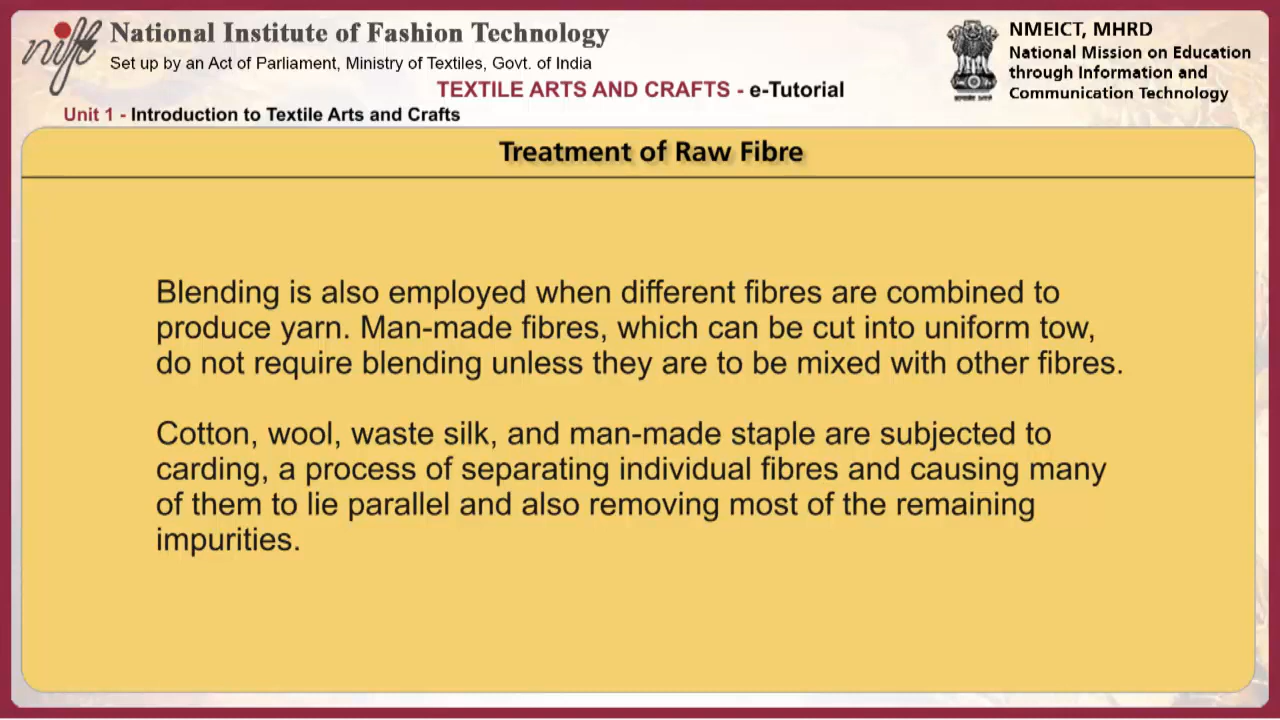 nift
National Institute of Fashion Technology
Set up by an Act of Parliament, Ministry of Textiles, Govt. of India
NMEICT, MHRD
National Mission on Education
through Information and
Communication Technology
TEXTILE ARTS AND CRAFTS - e-Tutorial
Unit 1 - Introduction to Textile Arts and Crafts
Treatment of Raw Fibre
Blending is also employed when different fibres are combined to
produce yarn. Man-made fibres, which can be cut into uniform tow,
do not require blending unless they are to be mixed with other fibres.
Cotton, wool, waste silk, and man-made staple are subjected to
carding, a process of separating individual fibres and causing many
of them to lie parallel and also removing most of the remaining
impurities.